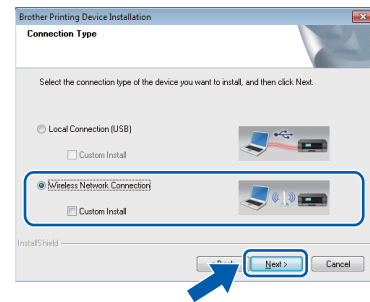 Brother Printing Device Installation
Connection Type
Select the connection type of the device you want to install, and then click Next.
Local Connection (USB)
Custom Install
Wireless Network Connection
Custom Install
InstallShield
Next >
Cancel